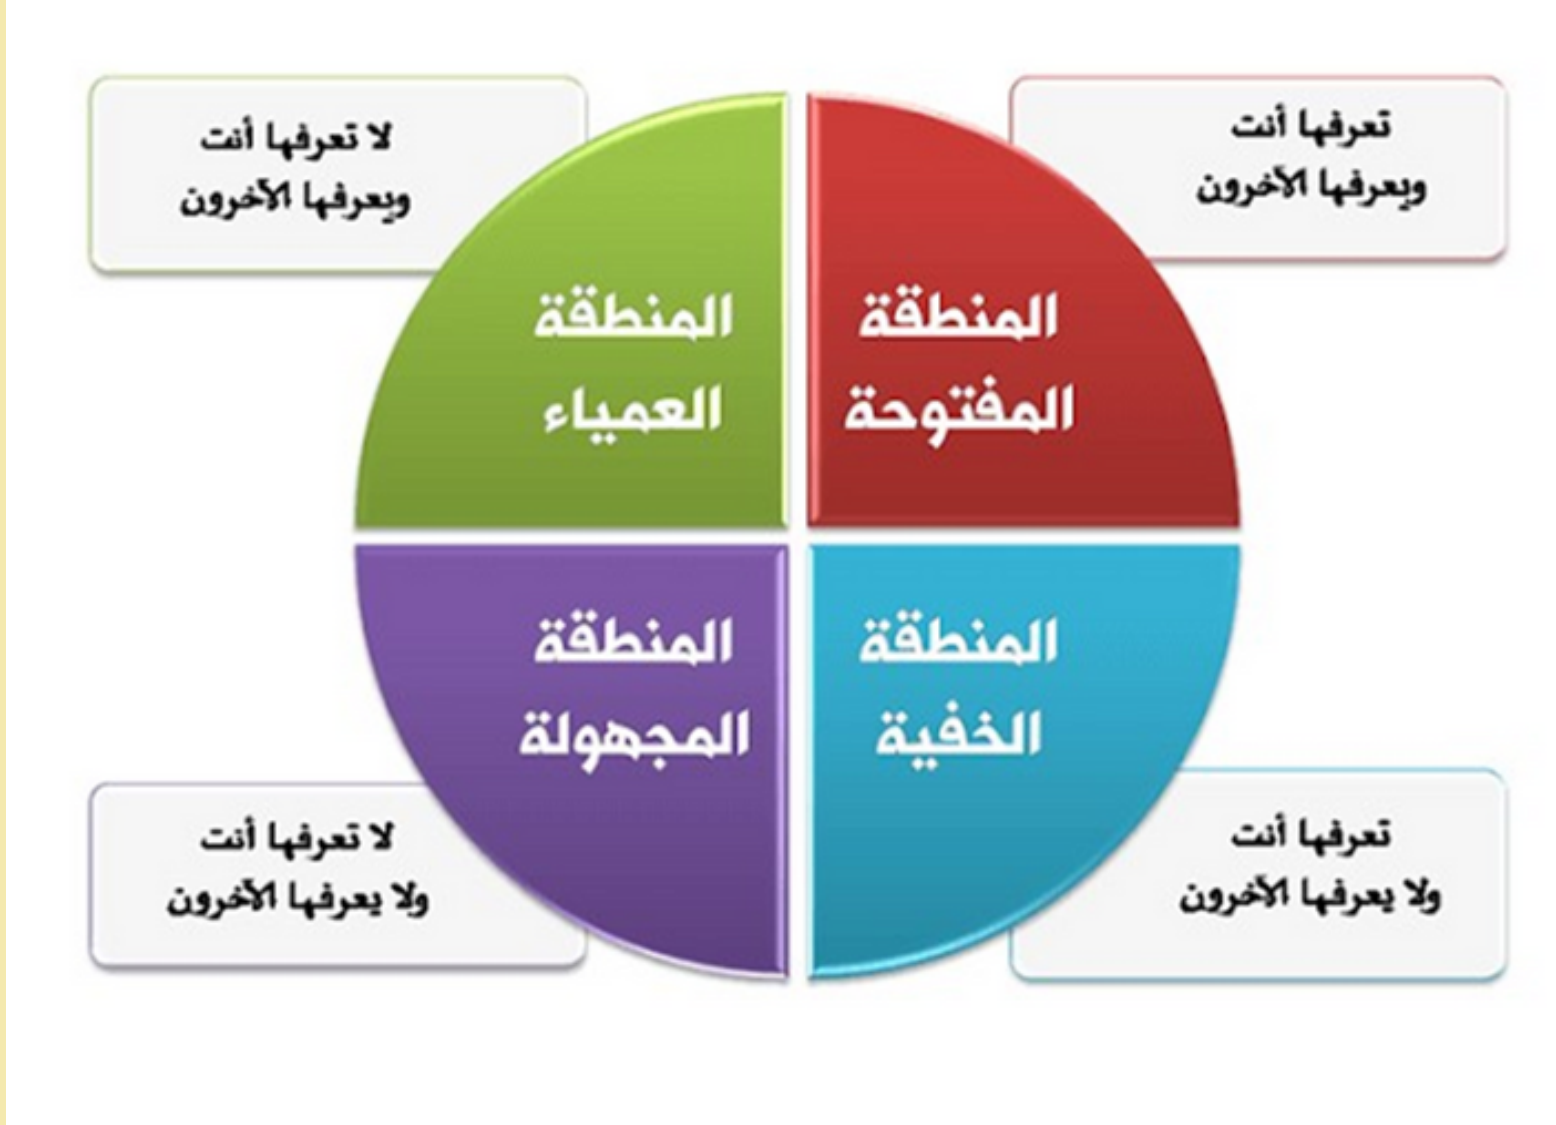 تعرفها أنت
ويعرفها الآخرون
لا تعرفها أنت
ويعرفها الآخرون
المنطقة
المفتوحة
المنطقة
العمياء
المنطقة
الخفية
المنطقة
المجهولة
تعرفها أنت
ولا يعرفها الآخرون
لا تعرفها أنت
ولا يعرفها الآخرون